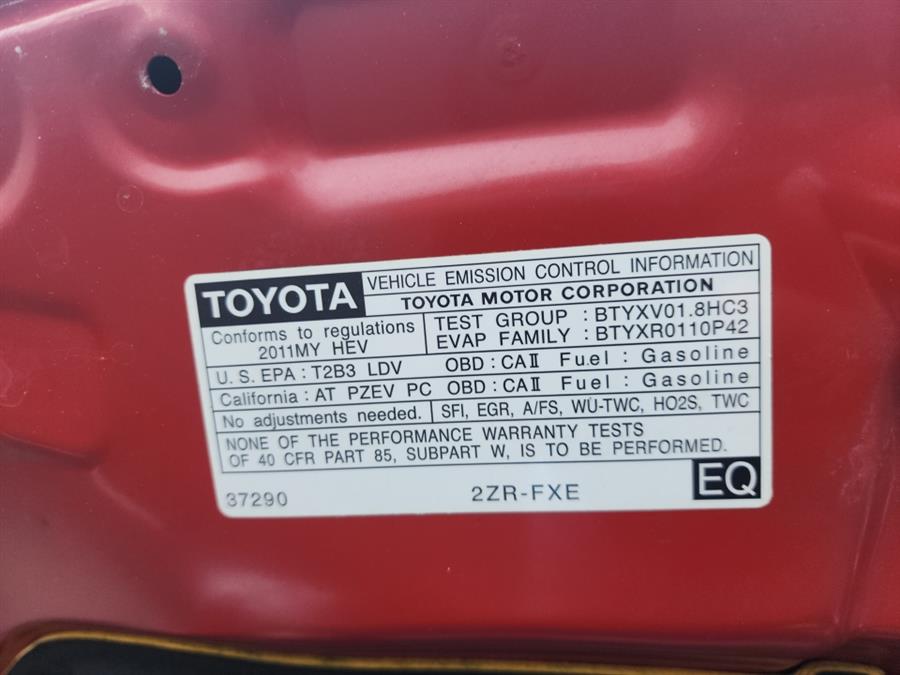 TOYOTA VEHICLE EMISSION CONTROL INFORMATION
TOYOTA MOTOR CORPORATION
Conforms to regulations
2011MY HEV
TEST GROUP : BTYXV01.8HC3
EVAP FAMILY : BTYXR0110P42
U.S. EPA : T2B3 LDV OBD : CAII Fuel : Gasoline
California : AT PZEV PC OBD : CAII Fuel : Gasoline
No adjustments needed. SFI, EGR, A/FS, WU-TWC, HO2S, TWC
NONE OF THE PERFORMANCE WARRANTY TESTS
OF 40 CFR PART 85, SUBPART W, IS TO BE PERFORMED.
37290 2ZR-FXE EQ